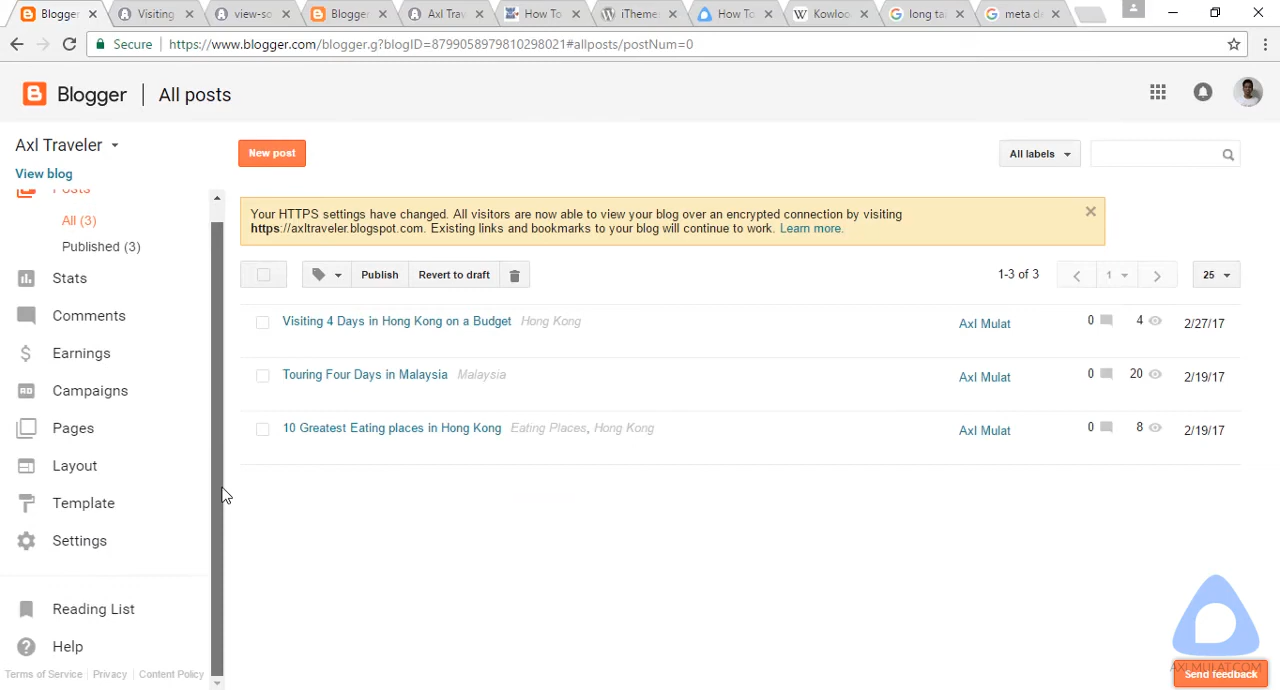 Blogger
Visiting
view-so
Blogger
Axl Tra
How To
iTheme
How To
Kowloo
long ta
meta d
Secure
https://www.blogger.com/blogger.g?blogID=8799058979810298021#allposts/postNum=0
Blogger | All posts
Axl Traveler
View blog
New post
All labels
Posts
All (3)
Published (3)
Stats
Comments
Earnings
Campaigns
Pages
Layout
Template
Settings
Reading List
Help
Terms of Service | Privacy | Content Policy
Your HTTPS settings have changed. All visitors are now able to view your blog over an encrypted connection by visiting
https://axltraveler.blogspot.com. Existing links and bookmarks to your blog will continue to work. Learn more.
Publish
Revert to draft
1-3 of 3
1
25
Visiting 4 Days in Hong Kong on a Budget Hong Kong Axl Mulat 0 4 2/27/17
Touring Four Days in Malaysia Malaysia Axl Mulat 0 20 2/19/17
10 Greatest Eating places in Hong Kong Eating Places, Hong Kong Axl Mulat 0 8 2/19/17
AXLMULAT.COM
Send feedback